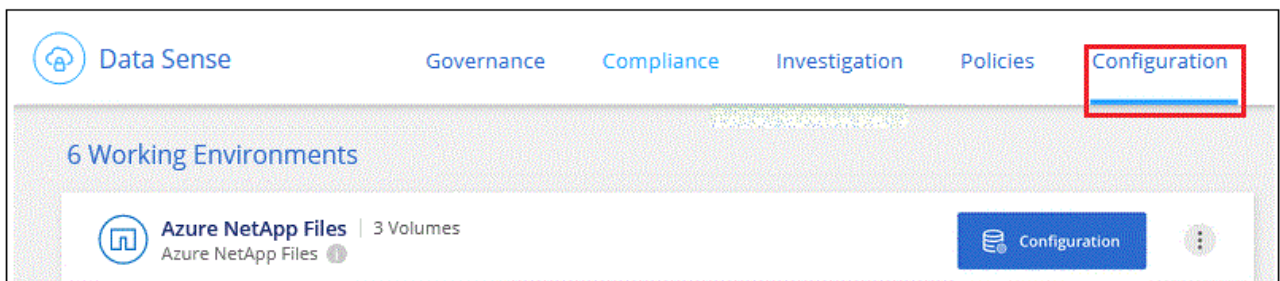 Data Sense Governance Compliance Investigation Policies Configuration
6 Working Environments
Azure NetApp Files | 3 Volumes
Azure NetApp Files
Configuration